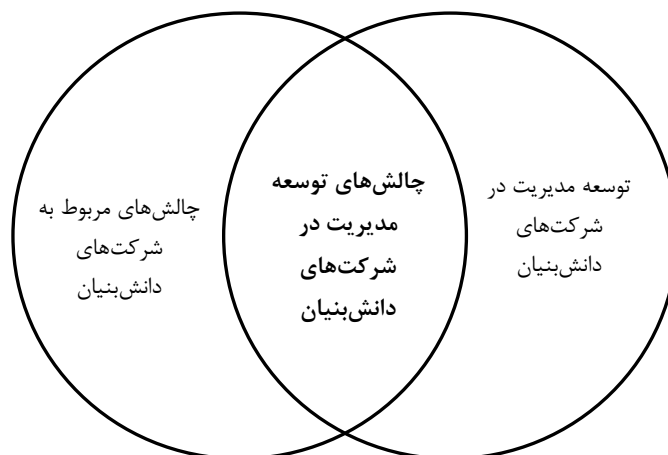 توسعه مدیریت در
شرکت‌های
دانش‌بنیان
چالش‌های توسعه
مدیریت در
شرکت‌های
دانش‌بنیان
چالش‌های مربوط به
شرکت‌های
دانش‌بنیان